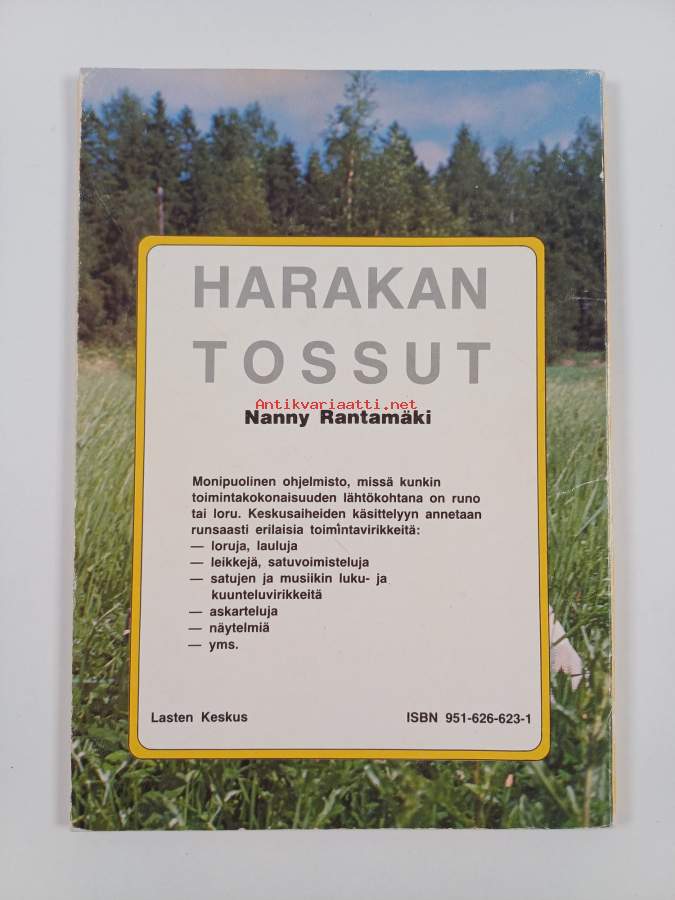 HARAKAN
TOSSUT
Antikvariaatti.net
Nanny Rantamäki
Monipuolinen ohjelmisto, missä kunkin
toimintakokonaisuuden lähtökohtana on runo
tai loru. Keskusaiheiden käsittelyyn annetaan
runsaasti erilaisia toimintavirikkeitä:
— loruja, lauluja
— leikkejä, satuvoimisteluja
— satujen ja musiikin luku- ja
kuunteluvirikkeitä
— askarteluja
— näytelmiä
— yms.
Lasten Keskus
ISBN 951-626-623-1